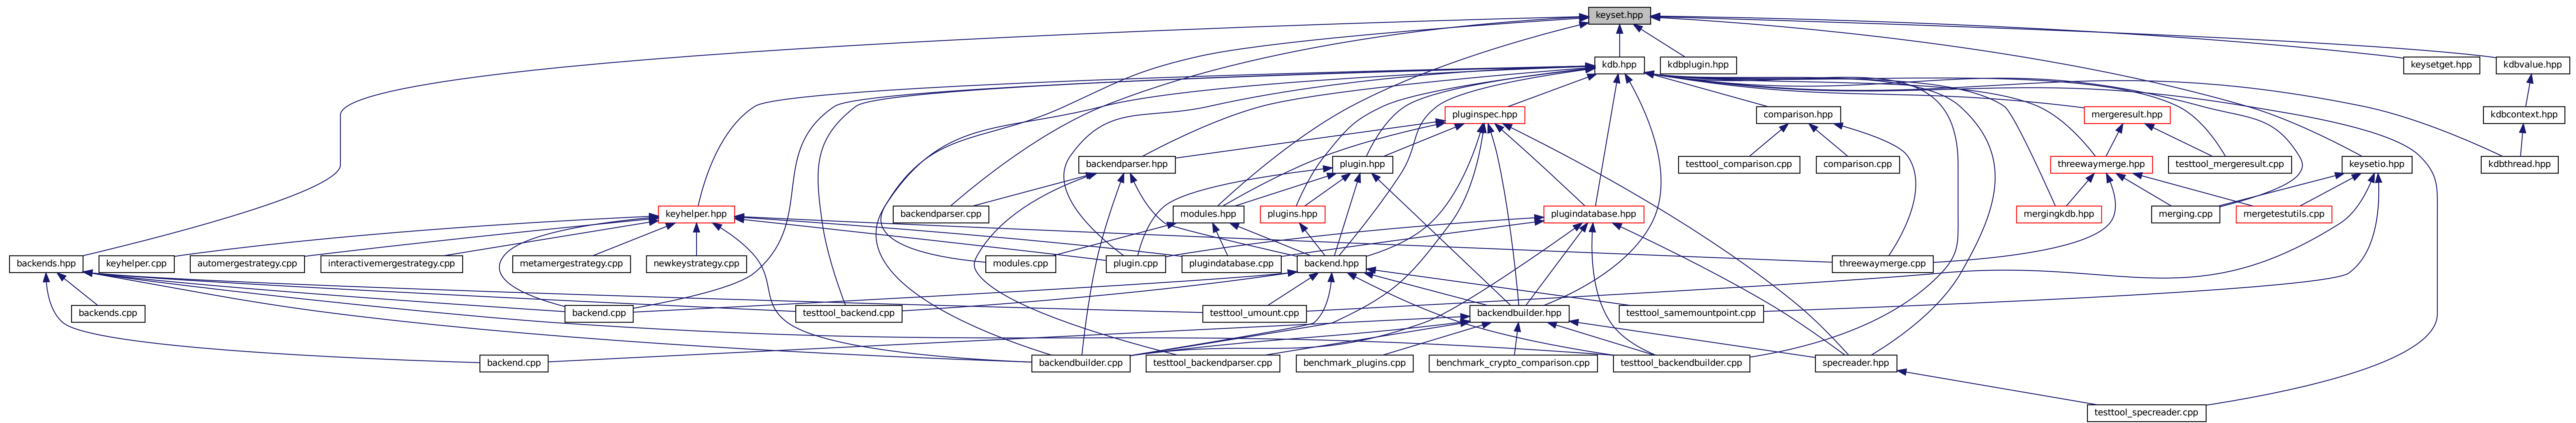 keyset.hpp
kdb.hpp
kdbplugin.hpp
keysetget.hpp
kdbvalue.hpp
pluginspec.hpp
comparison.hpp
mergeresult.hpp
kdbcontext.hpp
backendparser.hpp
plugin.hpp
testtool_comparison.cpp
comparison.cpp
threewaymerge.hpp
testtool_mergeresult.cpp
keysetio.hpp
kdbthread.hpp
keyhelper.hpp
backendparser.cpp
modules.hpp
plugins.hpp
plugindatabase.hpp
mergingkdb.hpp
merging.cpp
mergetestutils.cpp
backends.hpp
keyhelper.cpp
automergestrategy.cpp
interactivemergestrategy.cpp
metamergestrategy.cpp
newkeystrategy.cpp
modules.cpp
plugin.cpp
plugindatabase.cpp
backend.hpp
threewaymerge.cpp
backends.cpp
backend.cpp
testtool_backend.cpp
testtool_umount.cpp
backendbuilder.hpp
testtool_samemountpoint.cpp
backend.cpp
backendbuilder.cpp
testtool_backendparser.cpp
benchmark_plugins.cpp
benchmark_crypto_comparison.cpp
testtool_backendbuilder.cpp
specreader.hpp
testtool_specreader.cpp